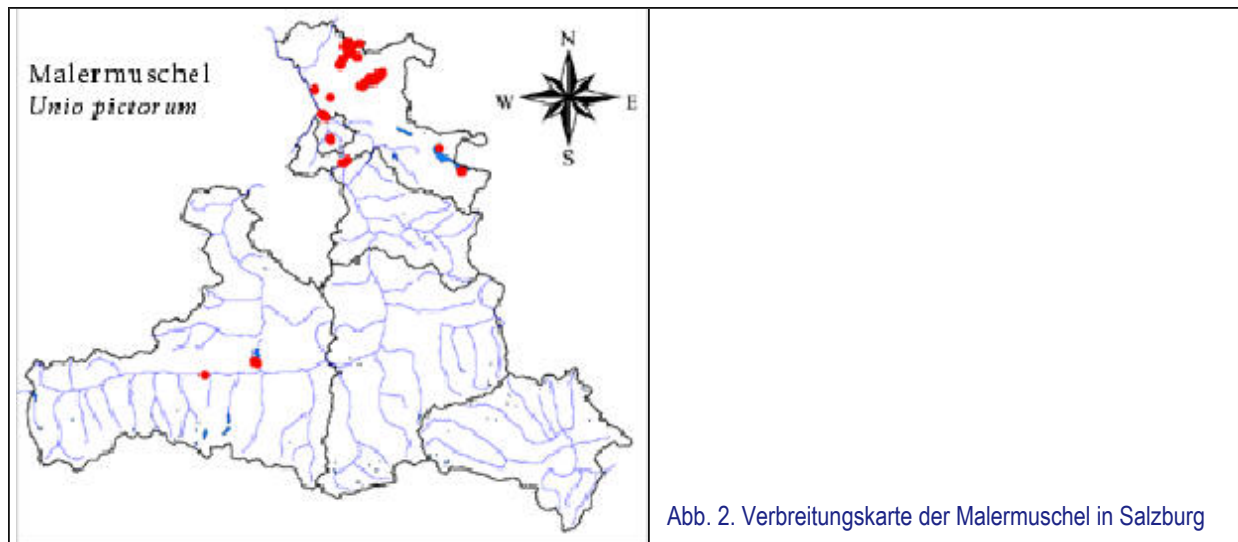 Malermuschel
Unio pictorum
N
W E
S
Abb. 2. Verbreitungskarte der Malermuschel in Salzburg